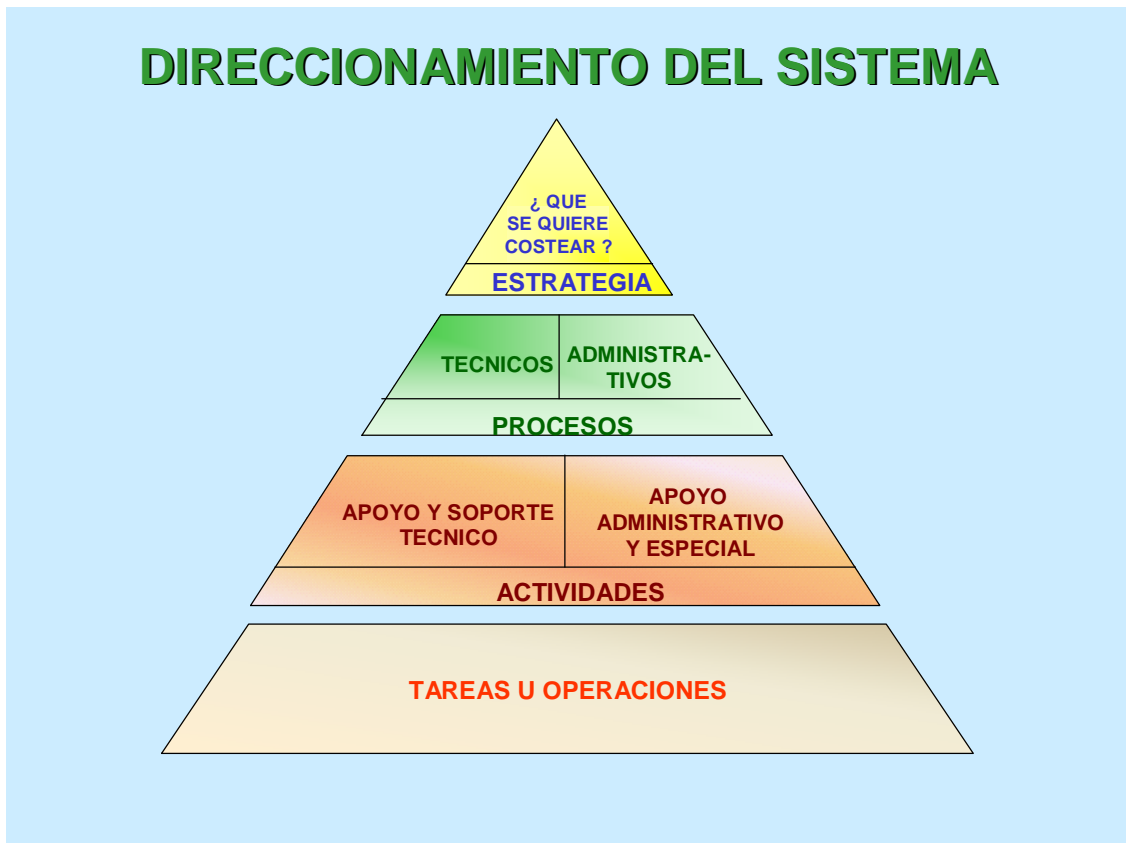 DIRECCIONAMIENTO DEL SISTEMA
¿ QUE
SE QUIERE
COSTEAR ?
ESTRATEGIA
TECNICOS
ADMINISTRA-
TIVOS
PROCESOS
APOYO Y SOPORTE
TECNICO
APOYO
ADMINISTRATIVO
Y ESPECIAL
ACTIVIDADES
TAREAS U OPERACIONES